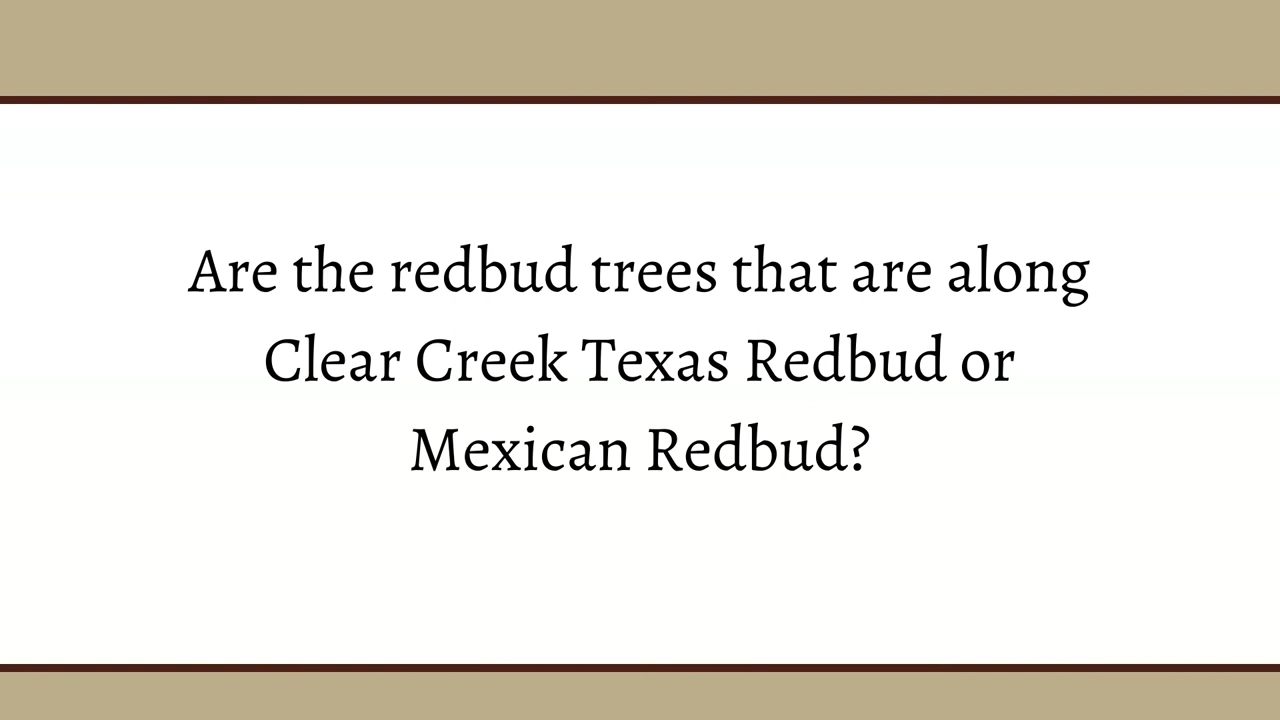 Are the redbud trees that are along
Clear Creek Texas Redbud or
Mexican Redbud?